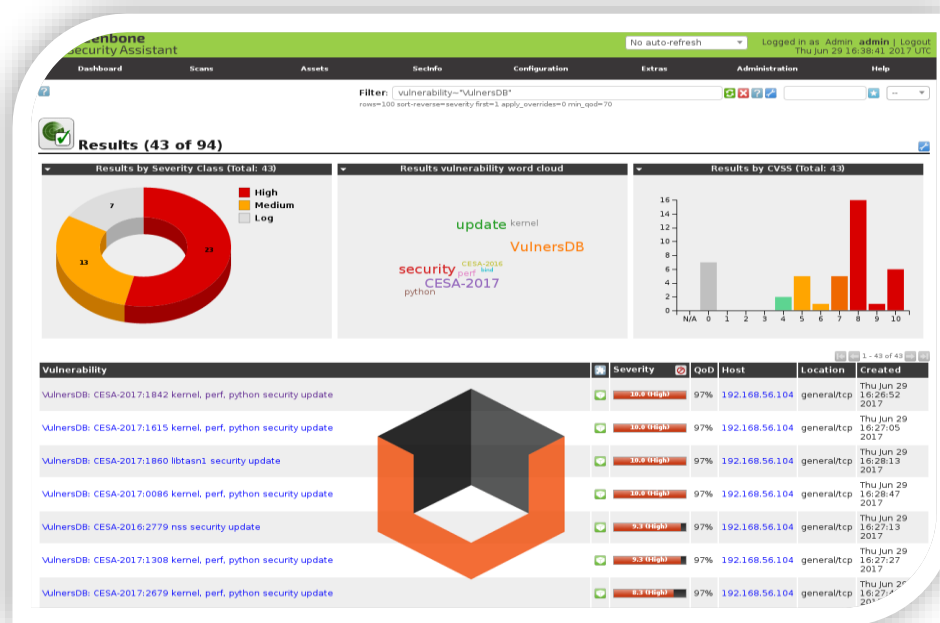 enbone
Security Assistant
No auto-refresh
Logged in as Admin admin | Logout
Thu Jun 29 16:38:41 2017 UTC
Dashboard Scans Assets SecInfo Configuration Extras Administration Help
Filter: vulnerability~"VulnersDB" --
rows=100 sort-reverse=severity first=1 apply_overrides=0 min_qod=70
Results (43 of 94)
Results by Severity Class (Total: 43)
7
13
23
High
Medium
Log
Results vulnerability word cloud
update kernel
VulnersDB
CESA-2016
security perf bind
CESA-2017
python
Results by CVSS (Total: 43)
16
14
12
10
8
6
4
2
0
N/A 0 1 2 3 4 5 6 7 8 9 10
1 - 43 of 43
Vulnerability Severity QoD Host Location Created
VulnersDB: CESA-2017:1842 kernel, perf, python security update 10.0 (High) 97% 192.168.56.104 general/tcp Thu Jun 29 16:26:52 2017
VulnersDB: CESA-2017:1615 kernel, perf, python security update 10.0 (High) 97% 192.168.56.104 general/tcp Thu Jun 29 16:27:05 2017
VulnersDB: CESA-2017:1860 libtasn1 security update 10.0 (High) 97% 192.168.56.104 general/tcp Thu Jun 29 16:28:13 2017
VulnersDB: CESA-2017:0086 kernel, perf, python security update 10.0 (High) 97% 192.168.56.104 general/tcp Thu Jun 29 16:28:47 2017
VulnersDB: CESA-2016:2779 nss security update 9.3 (High) 97% 192.168.56.104 general/tcp Thu Jun 29 16:27:13 2017
VulnersDB: CESA-2017:1308 kernel, perf, python security update 9.3 (High) 97% 192.168.56.104 general/tcp Thu Jun 29 16:27:27 2017
VulnersDB: CESA-2017:2679 kernel, perf, python security update 8.3 (High) 97% 192.168.56.104 general/tcp Thu Jun